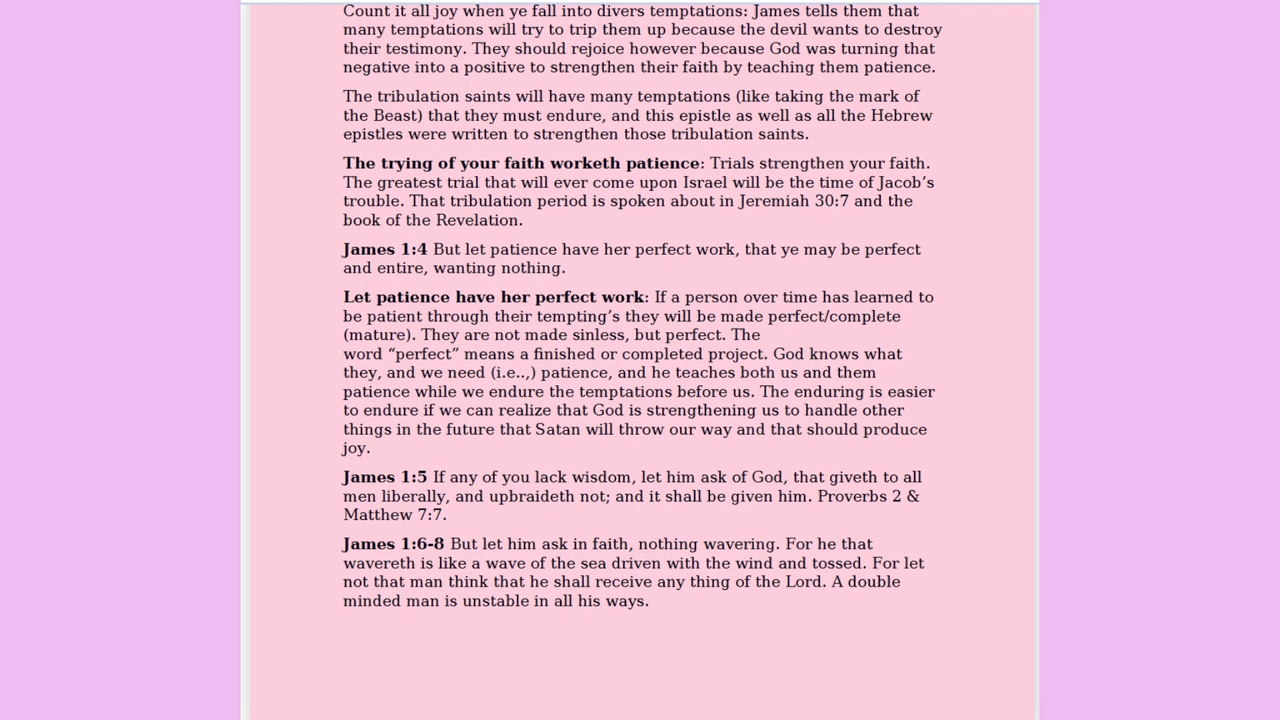 Count it all joy when ye fall into divers temptations: James tells them that
many temptations will try to trip them up because the devil wants to destroy
their testimony. They should rejoice however because God was turning that
negative into a positive to strengthen their faith by teaching them patience.
The tribulation saints will have many temptations (like taking the mark of
the Beast) that they must endure, and this epistle as well as all the Hebrew
epistles were written to strengthen those tribulation saints.
The trying of your faith worketh patience: Trials strengthen your faith.
The greatest trial that will ever come upon Israel will be the time of Jacob’s
trouble. That tribulation period is spoken about in Jeremiah 30:7 and the
book of the Revelation.
James 1:4 But let patience have her perfect work, that ye may be perfect
and entire, wanting nothing.
Let patience have her perfect work: If a person over time has learned to
be patient through their tempting’s they will be made perfect/complete
(mature). They are not made sinless, but perfect. The
word “perfect” means a finished or completed project. God knows what
they, and we need (i.e..,) patience, and he teaches both us and them
patience while we endure the temptations before us. The enduring is easier
to endure if we can realize that God is strengthening us to handle other
things in the future that Satan will throw our way and that should produce
joy.
James 1:5 If any of you lack wisdom, let him ask of God, that giveth to all
men liberally, and upbraideth not; and it shall be given him. Proverbs 2 &
Matthew 7:7.
James 1:6-8 But let him ask in faith, nothing wavering. For he that
wavereth is like a wave of the sea driven with the wind and tossed. For let
not that man think that he shall receive any thing of the Lord. A double
minded man is unstable in all his ways.